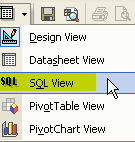 Design View
Datasheet View
SQL SQL View
PivotTable View
PivotChart View